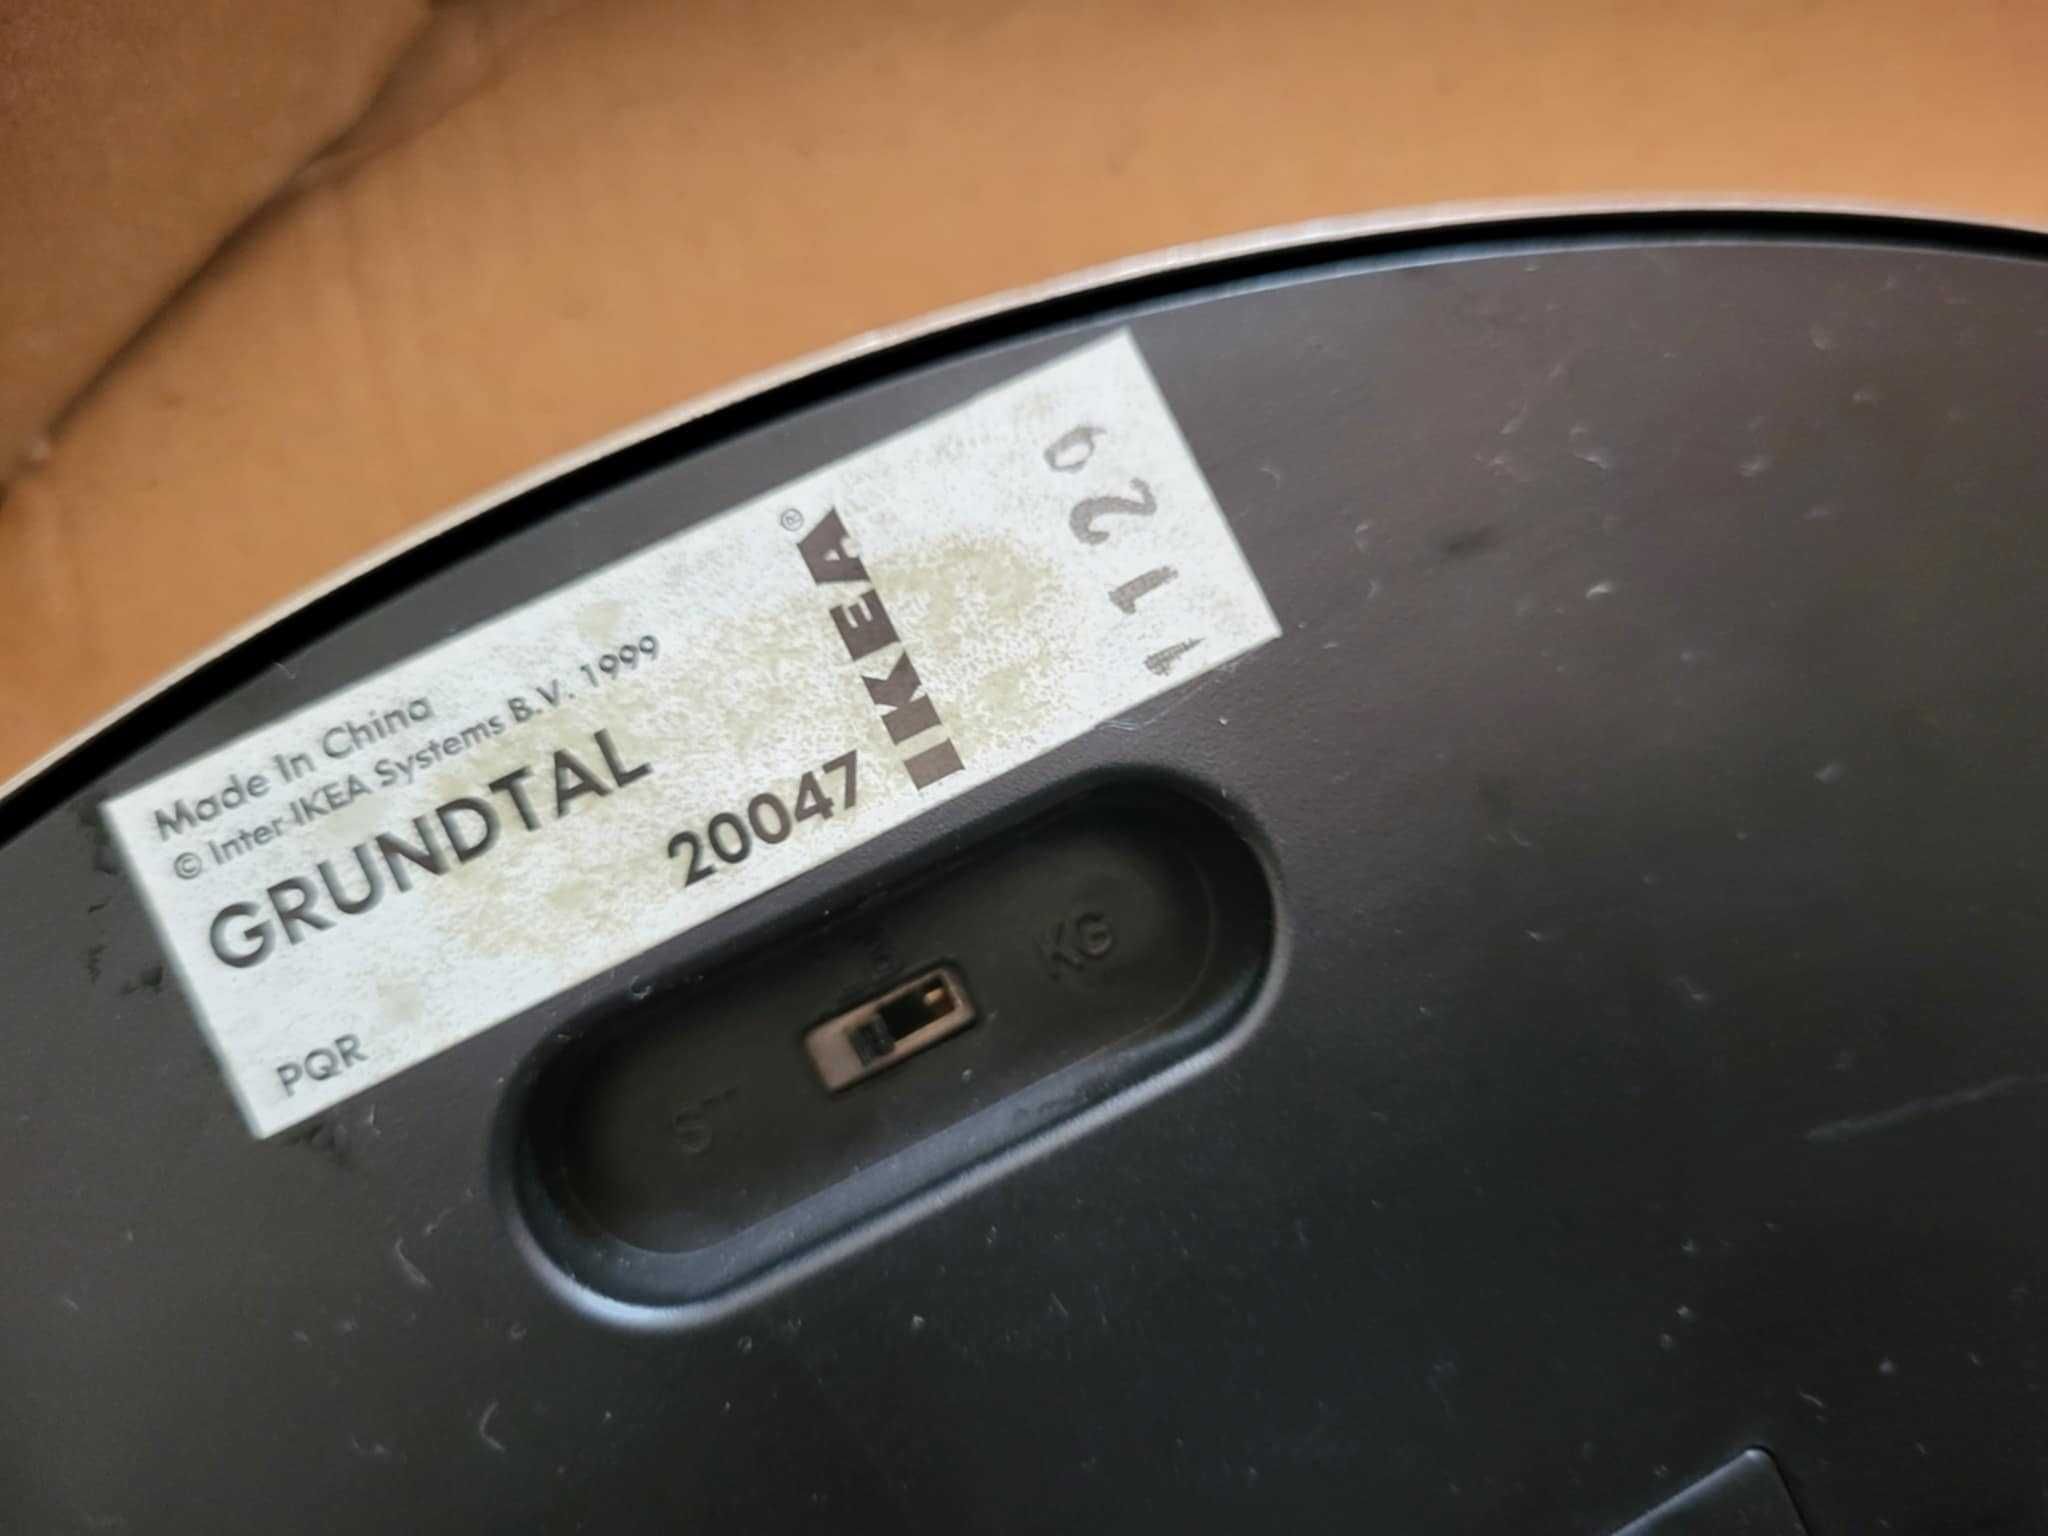 Made In China
© Inter IKEA Systems B.V. 1999
GRUNDTAL
20047
PQR
IKEA®
1129
ST
KG